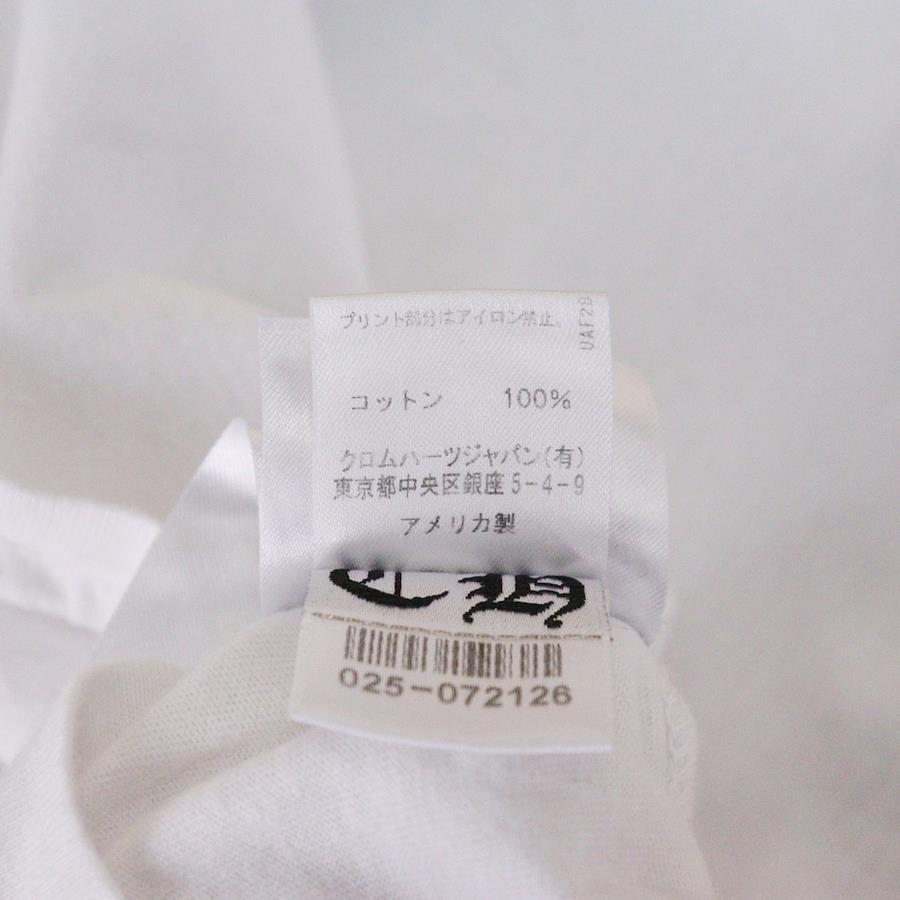 プリント部分はアイロン禁止。
UAF28
コットン 100%
クロムハーツジャパン(有)
東京都中央区銀座5-4-9
アメリカ製
CH
025-072126